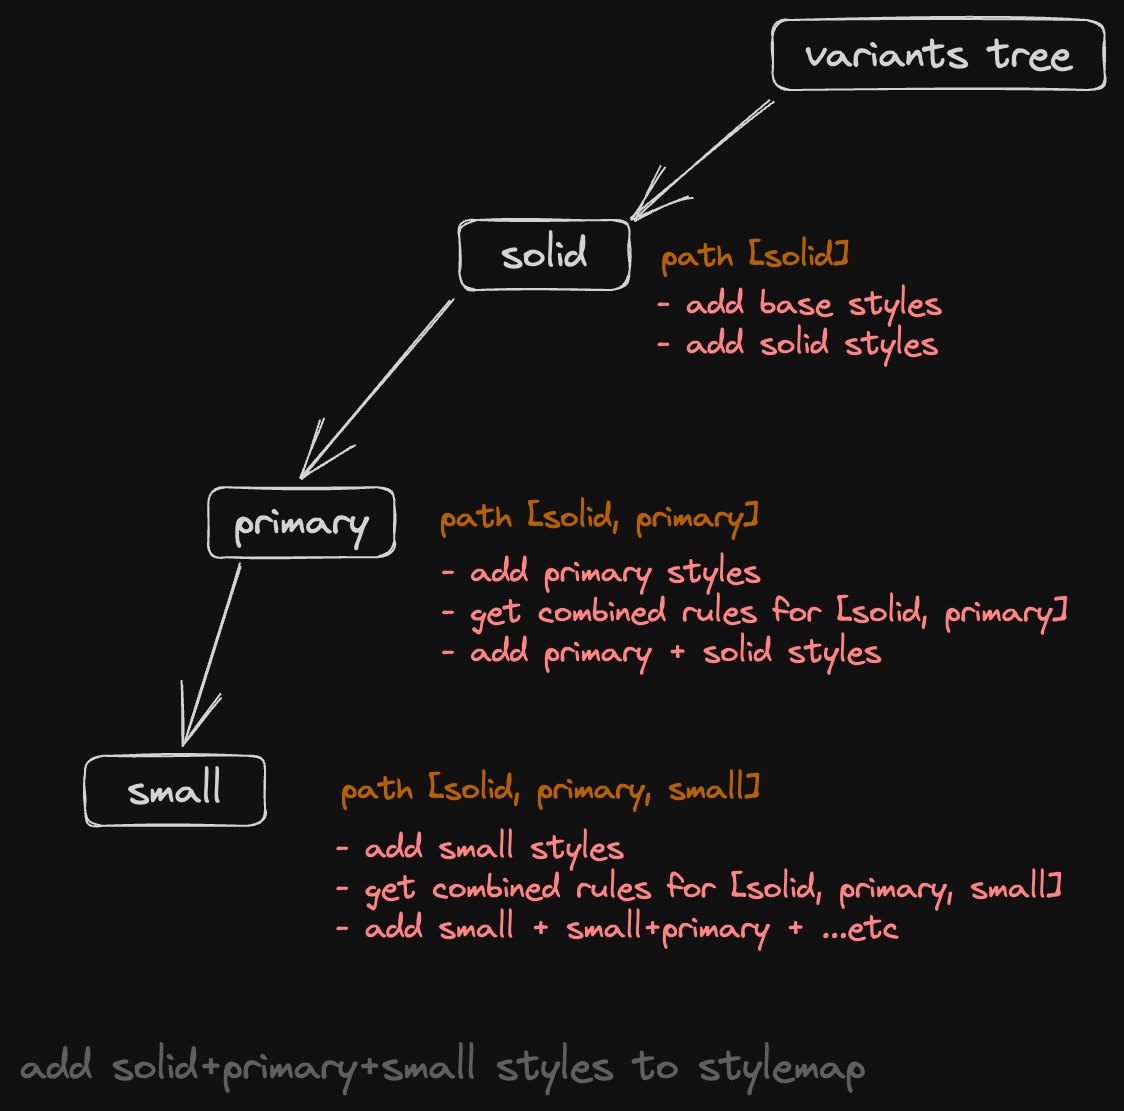 variants tree
solid
path [solid]
- add base styles
- add solid styles
primary
path [solid, primary]
- add primary styles
- get combined rules for [solid, primary]
- add primary + solid styles
small
path [solid, primary, small]
- add small styles
- get combined rules for [solid, primary, small]
- add small + small+primary + ...etc
add solid+primary+small styles to stylemap